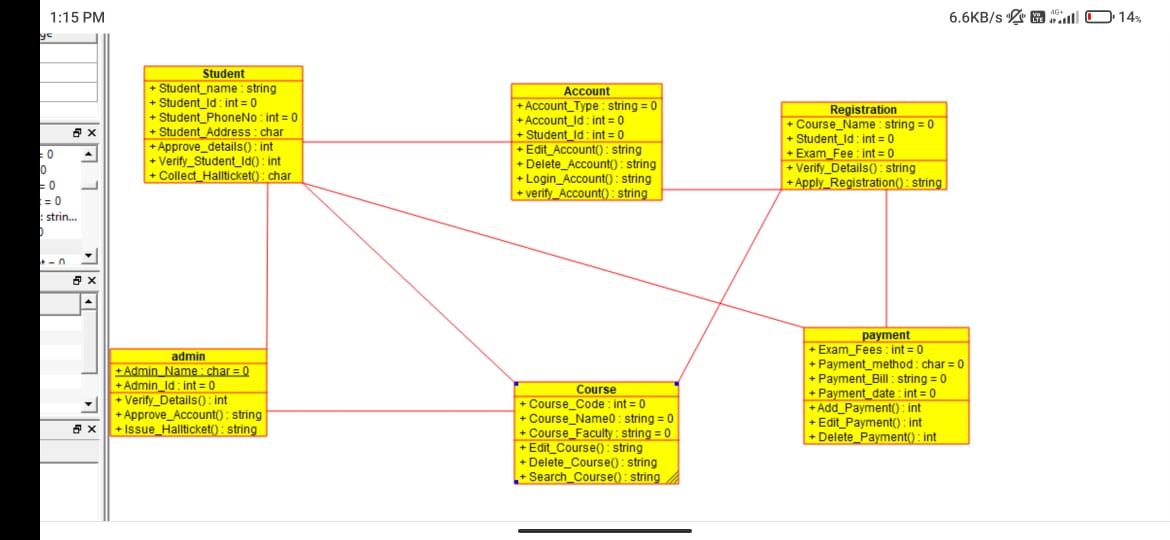 1:15 PM
6.6KB/s
4G+
14%
= 0
0
= 0
: = 0
: strin...
Student
+ Student_name : string
+ Student_Id : int = 0
+ Student_PhoneNo : int = 0
+ Student_Address : char
+ Approve_details() : int
+ Verify_Student_Id() : int
+ Collect_Hallticket() : char
Account
+ Account_Type : string = 0
+ Account_Id : int = 0
+ Student_Id : int = 0
+ Edit_Account() : string
+ Delete_Account() : string
+ Login_Account() : string
+ verify_Account() : string
Registration
+ Course_Name : string = 0
+ Student_Id : int = 0
+ Exam_Fee : int = 0
+ Verify_Details() : string
+ Apply_Registration() : string
admin
+ Admin_Name : char = 0
+ Admin_Id : int = 0
+ Verify_Details() : int
+ Approve_Account() : string
+ Issue_Hallticket() : string
Course
+ Course_Code : int = 0
+ Course_Name0 : string = 0
+ Course_Faculty : string = 0
+ Edit_Course() : string
+ Delete_Course() : string
+ Search_Course() : string
payment
+ Exam_Fees : int = 0
+ Payment_method : char = 0
+ Payment_Bill : string = 0
+ Payment_date : int = 0
+ Add_Payment() : int
+ Edit_Payment() : int
+ Delete_Payment() : int